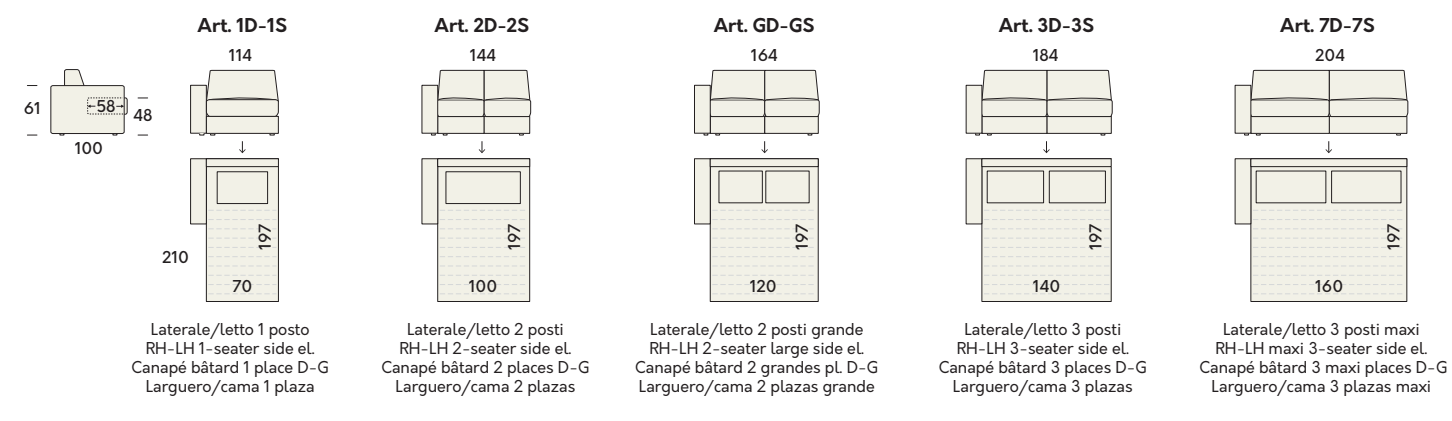 Art. 1D-1S
Art. 2D-2S
Art. GD-GS
Art. 3D-3S
Art. 7D-7S
114
144
164
184
204
61
58
48
100
210
197
197
197
197
197
70
100
120
140
160
Laterale/letto 1 posto
RH-LH 1-seater side el.
Canapé bâtard 1 place D-G
Larguero/cama 1 plaza
Laterale/letto 2 posti
RH-LH 2-seater side el.
Canapé bâtard 2 places D-G
Larguero/cama 2 plazas
Laterale/letto 2 posti grande
RH-LH 2-seater large side el.
Canapé bâtard 2 grandes pl. D-G
Larguero/cama 2 plazas grande
Laterale/letto 3 posti
RH-LH 3-seater side el.
Canapé bâtard 3 places D-G
Larguero/cama 3 plazas
Laterale/letto 3 posti maxi
RH-LH maxi 3-seater side el.
Canapé bâtard 3 maxi places D-G
Larguero/cama 3 plazas maxi